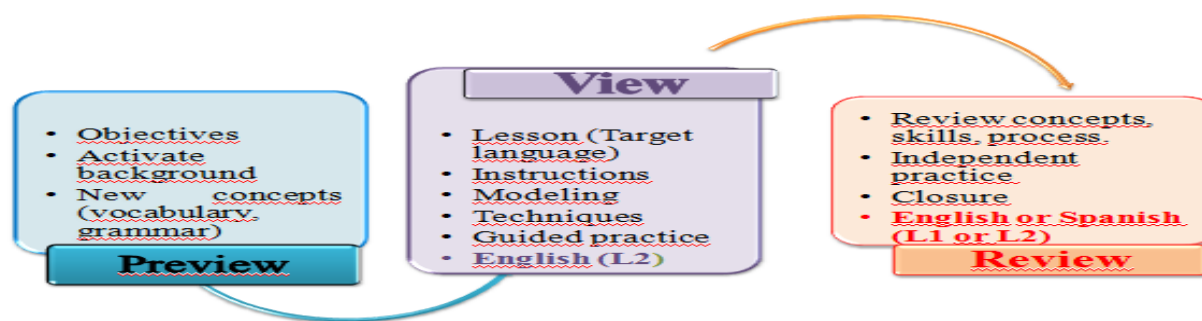 • Objectives
• Activate
background
• New concepts
(vocabulary,
grammar)
Preview
View
• Lesson (Target
language)
• Instructions
• Modeling
• Techniques
• Guided practice
• English (L2)
• Review concepts,
skills, process,
• Independent
practice
• Closure
• English or Spanish
(L1 or L2)
Review